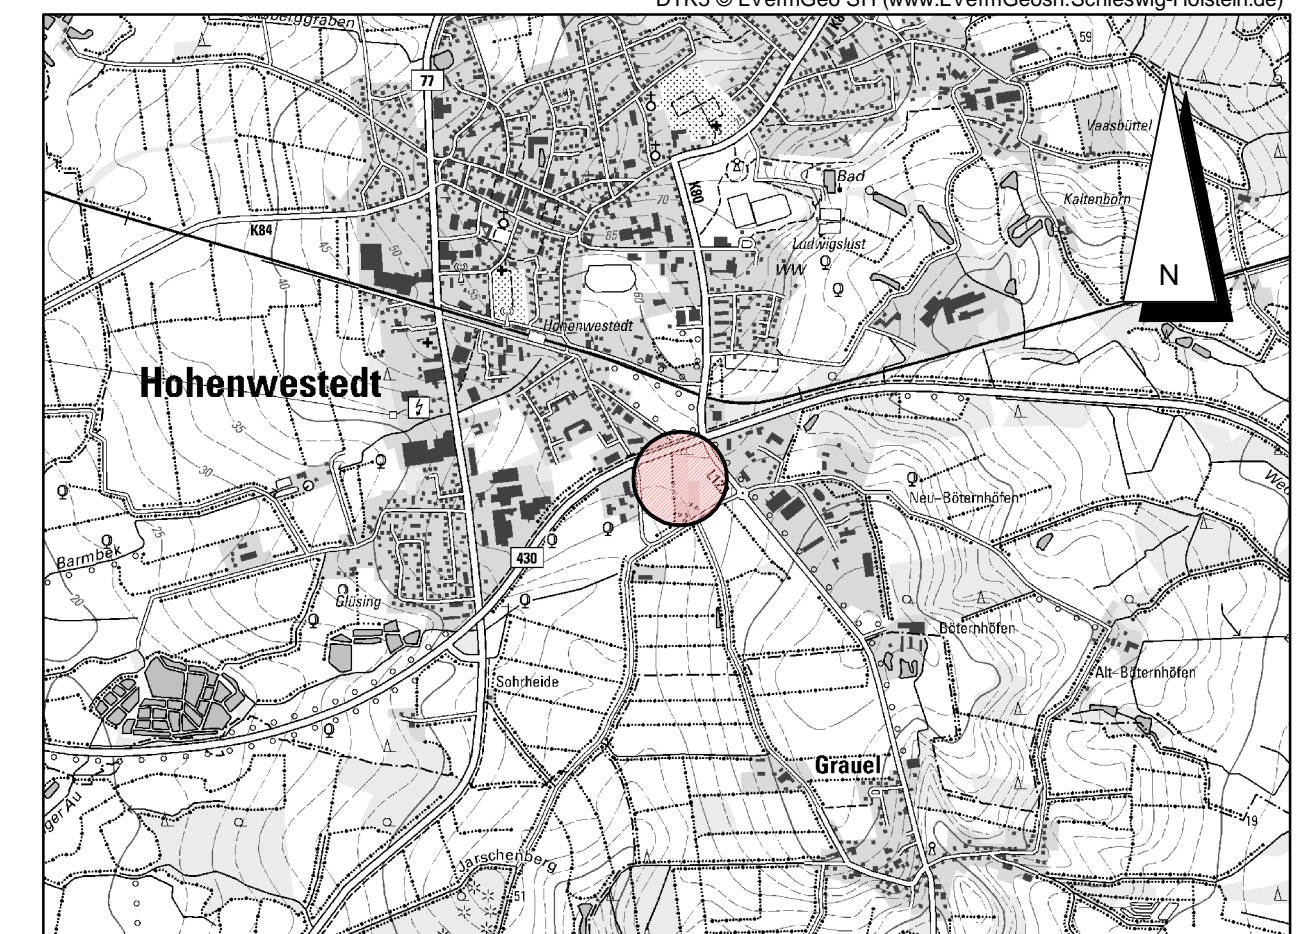 DTK5 © LVermGeo SH (www.LVermGeoSH.Schleswig-Holstein.de)
77
59
Vaasbüttel
Bad
K80
70
Kaltenborn
K84
45
50
65
Ludwigslust
WW
N
40
60
Hohenwestedt
Hohenwestedt
35
30
Neu-Böternhöfen
25
Barmbek
430
20
Glüsing
Böternhöfen
Alt-Böternhöfen
Sohrheide
Grauel
19
Jarschenberg
51